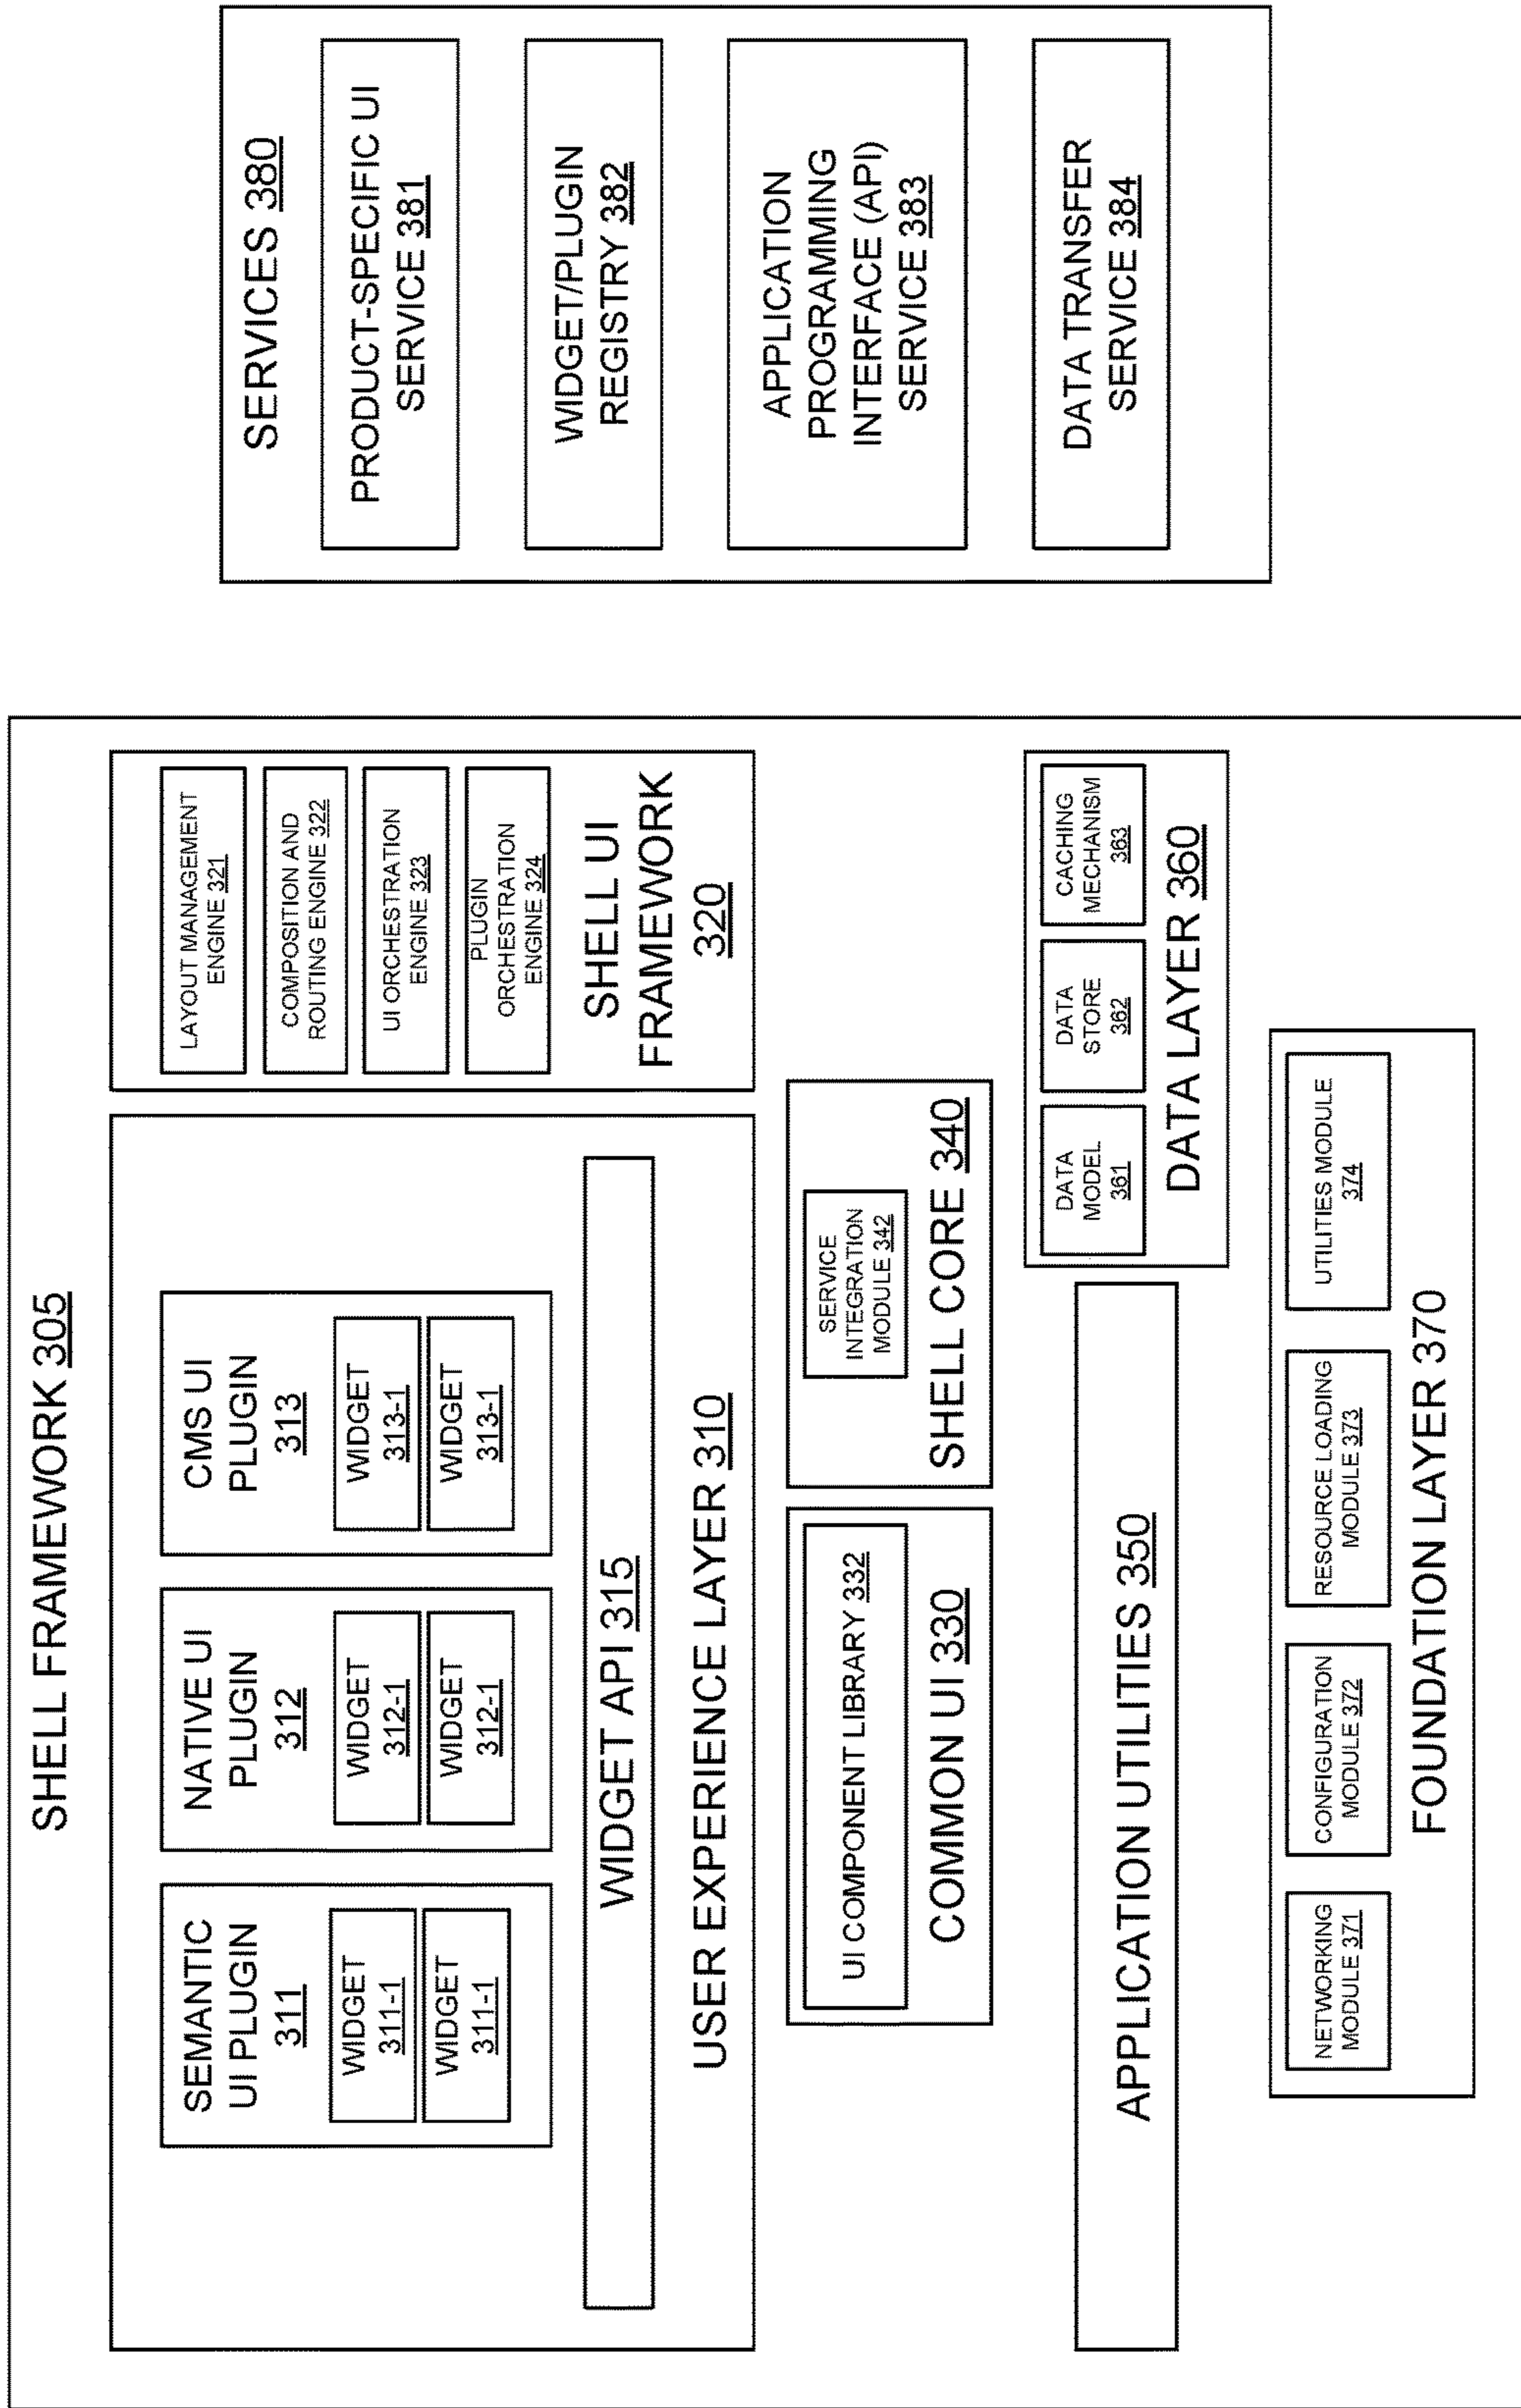 SHELL FRAMEWORK 305
SEMANTIC
UI PLUGIN
311
WIDGET
311-1
WIDGET
311-1
NATIVE UI
PLUGIN
312
WIDGET
312-1
WIDGET
312-1
CMS UI
PLUGIN
313
WIDGET
313-1
WIDGET
313-1
WIDGET API 315
USER EXPERIENCE LAYER 310
LAYOUT MANAGEMENT
ENGINE 321
COMPOSITION AND
ROUTING ENGINE 322
UI ORCHESTRATION
ENGINE 323
PLUGIN
ORCHESTRATION
ENGINE 324
SHELL UI
FRAMEWORK
320
UI COMPONENT LIBRARY 332
COMMON UI 330
SERVICE
INTEGRATION
MODULE 342
SHELL CORE 340
APPLICATION UTILITIES 350
DATA
MODEL
361
DATA
STORE
362
CACHING
MECHANISM
363
DATA LAYER 360
NETWORKING
MODULE 371
CONFIGURATION
MODULE 372
RESOURCE LOADING
MODULE 373
UTILITIES MODULE
374
FOUNDATION LAYER 370
SERVICES 380
PRODUCT-SPECIFIC UI
SERVICE 381
WIDGET/PLUGIN
REGISTRY 382
APPLICATION
PROGRAMMING
INTERFACE (API)
SERVICE 383
DATA TRANSFER
SERVICE 384